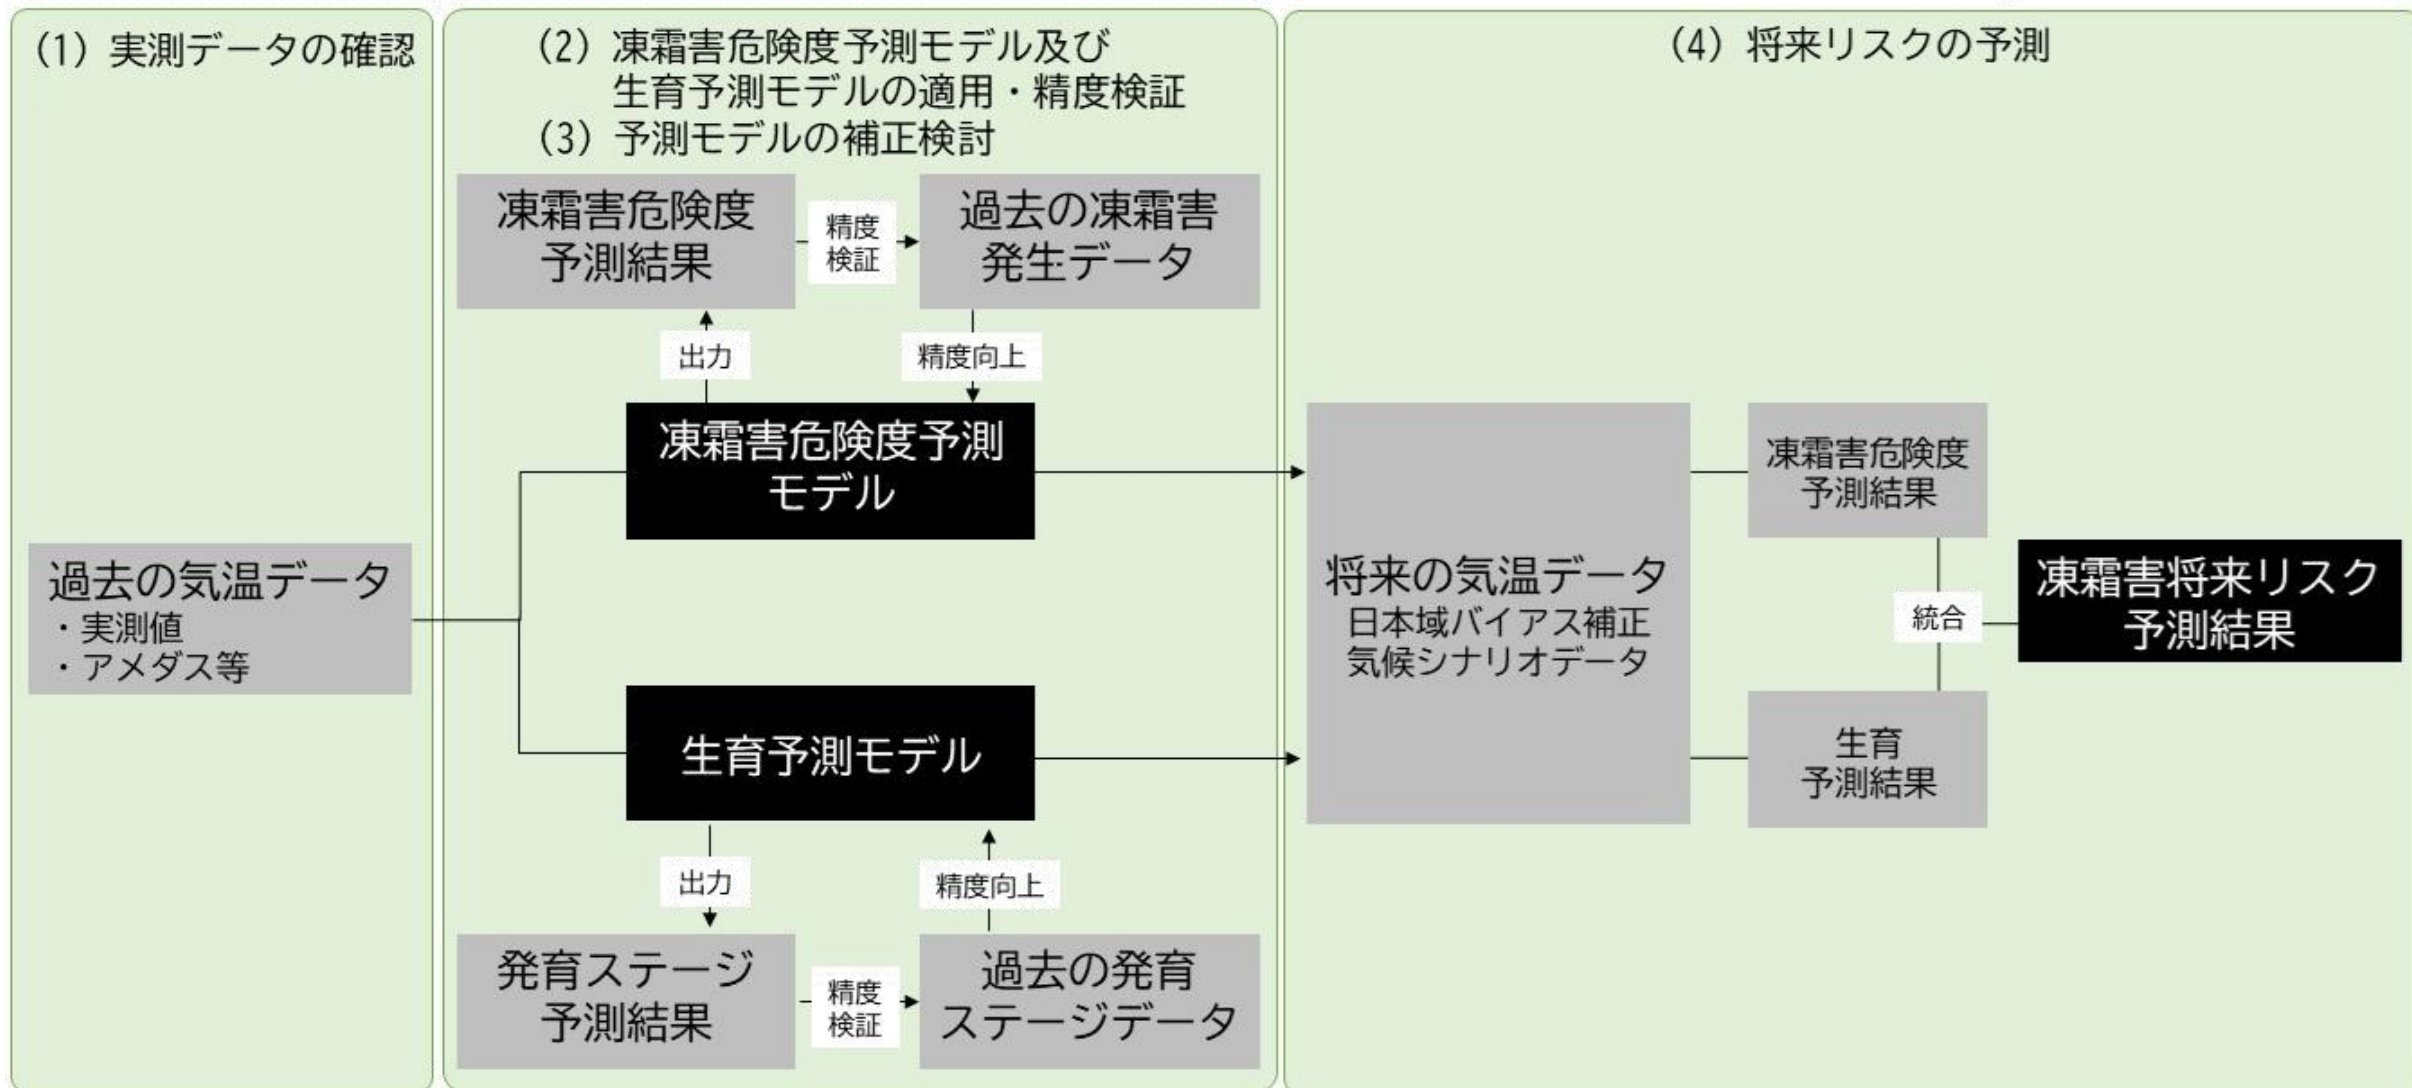 (1) 実測データの確認
(2) 凍霜害危険度予測モデル及び
生育予測モデルの適用・精度検証
(3) 予測モデルの補正検討
(4) 将来リスクの予測
凍霜害危険度
予測結果
精度
検証
過去の凍霜害
発生データ
出力
精度向上
凍霜害危険度予測
モデル
過去の気温データ
・実測値
・アメダス等
生育予測モデル
出力
精度向上
発育ステージ
予測結果
精度
検証
過去の発育
ステージデータ
将来の気温データ
日本域バイアス補正
気候シナリオデータ
凍霜害危険度
予測結果
統合
生育
予測結果
凍霜害将来リスク
予測結果